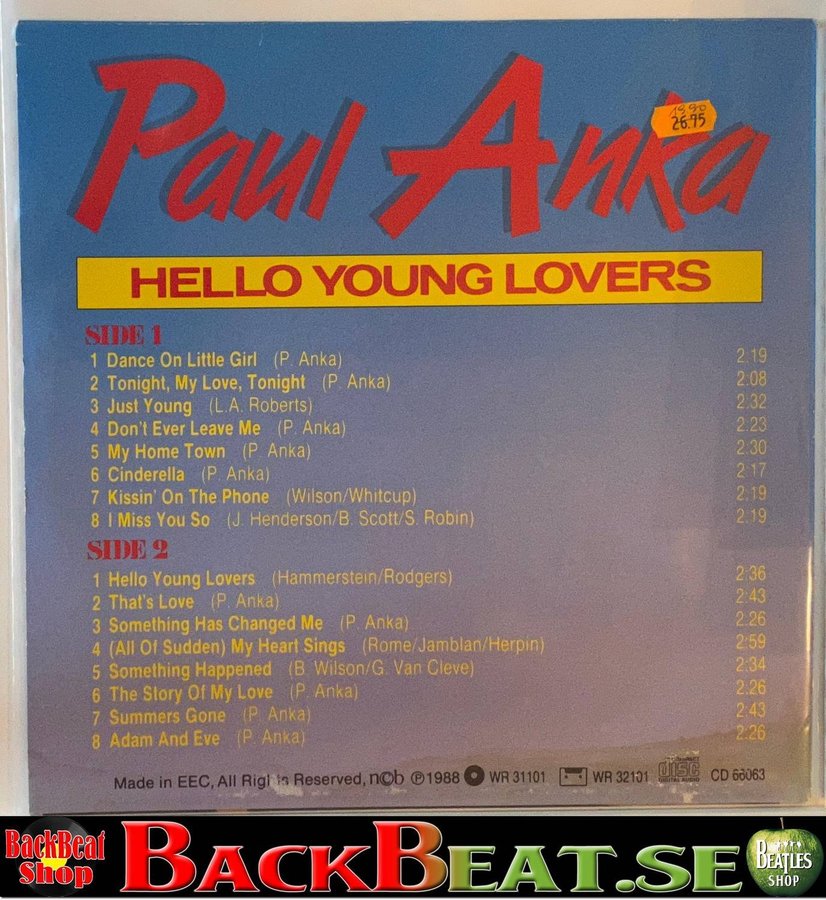 Paul Anka
1990
26.75
HELLO YOUNG LOVERS
SIDE 1
1 Dance On Little Girl (P. Anka) 2.19
2 Tonight, My Love, Tonight (P. Anka) 2:08
3 Just Young (L.A. Roberts) 2:32
4 Don't Ever Leave Me (P. Anka) 2:23
5 My Home Town (P. Anka) 2:30
6 Cinderella (P. Anka) 2:17
7 Kissin' On The Phone (Wilson/Whitcup) 2:19
8 I Miss You So (J. Henderson/B. Scott/S. Robin) 2:19
SIDE 2
1 Hello Young Lovers (Hammerstein/Rodgers) 2:36
2 That's Love (P. Anka) 2:43
3 Something Has Changed Me (P. Anka) 2:26
4 (All Of Sudden) My Heart Sings (Rome/Jamblan/Herpin) 2:59
5 Something Happened (B. Wilson/G. Van Cleve) 2:34
6 The Story Of My Love (P. Anka) 2:26
7 Summers Gone (P. Anka) 2:43
8 Adam And Eve (P. Anka) 2:26
Made in EEC, All Rights Reserved, n©b ℗1988 WR 31101 WR 32101 COMPACT DISC DIGITAL AUDIO CD 66063
BackBeat Shop BACKBEAT.SE BEATLES SHOP